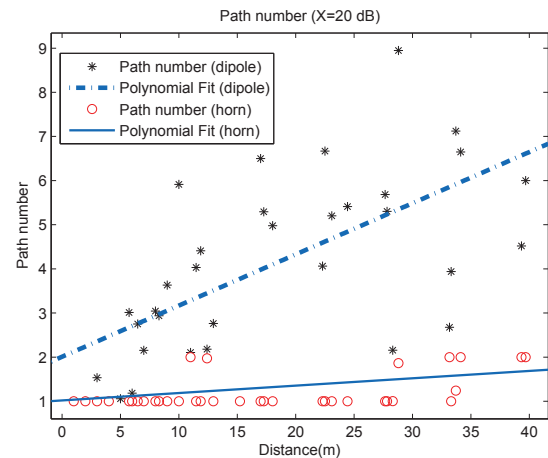 Path number (X=20 dB)
Path number
9
8
7
6
5
4
3
2
1
Path number (dipole)
Polynomial Fit (dipole)
Path number (horn)
Polynomial Fit (horn)
0 5 10 15 20 25 30 35 40
Distance(m)